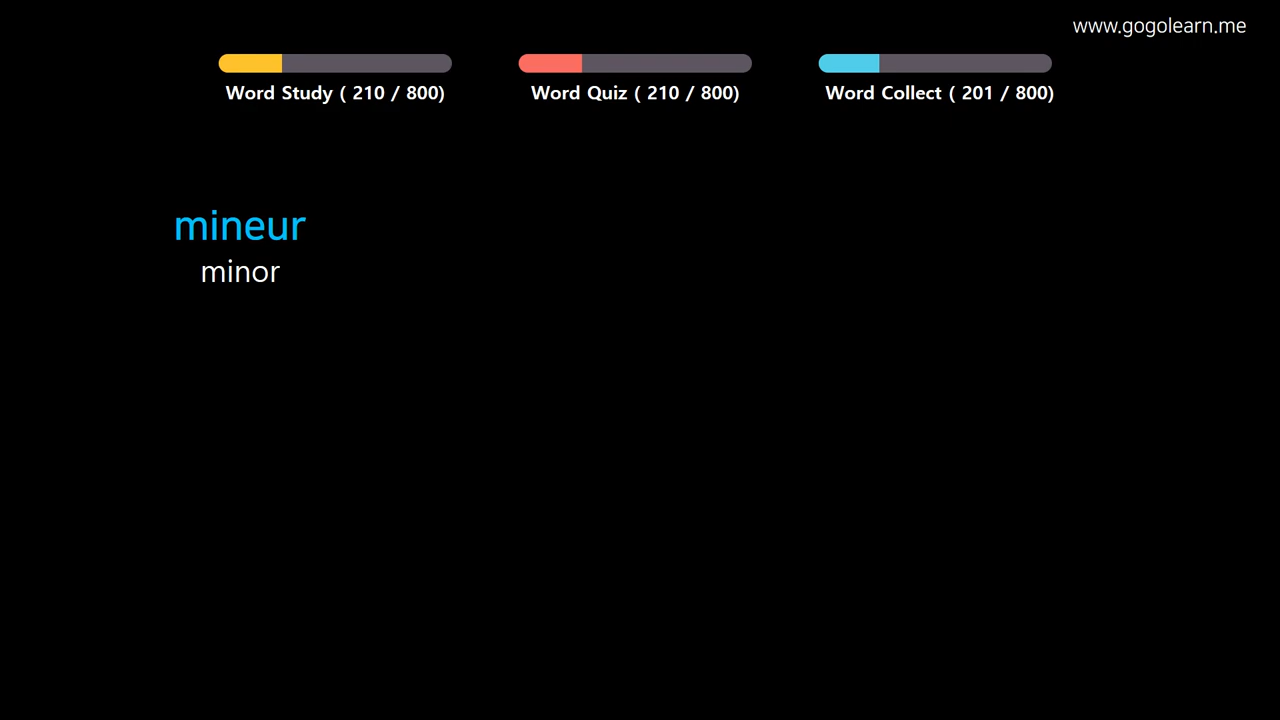 www.gogolearn.me
Word Study ( 210 / 800)
Word Quiz ( 210 / 800)
Word Collect ( 201 / 800)
mineur
minor